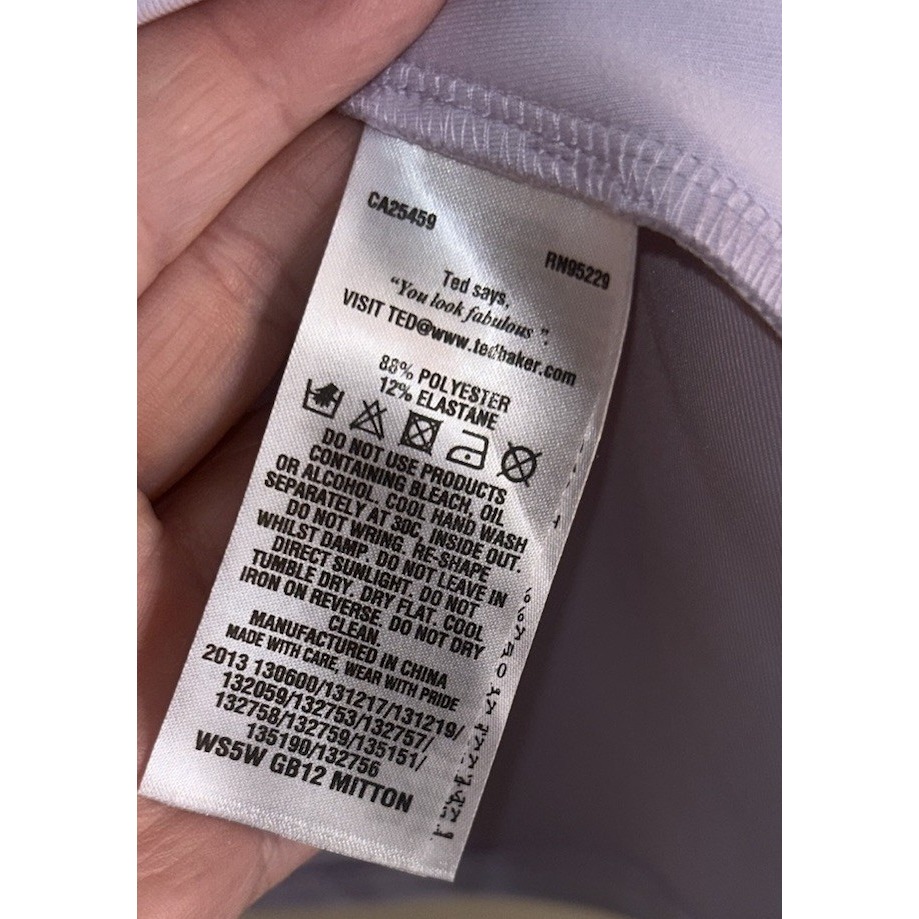 CA25459
RN95229
Ted says,
"You look fabulous".
VISIT TED@www.tedbaker.com
88% POLYESTER
12% ELASTANE
DO NOT USE PRODUCTS
CONTAINING BLEACH, OIL
OR ALCOHOL. COOL HAND WASH
SEPARATELY AT 30C, INSIDE OUT.
DO NOT WRING. RE-SHAPE
WHILST DAMP. DO NOT LEAVE IN
DIRECT SUNLIGHT. DO NOT
TUMBLE DRY. DRY FLAT. COOL
IRON ON REVERSE. DO NOT DRY
CLEAN.
MANUFACTURED IN CHINA
MADE WITH CARE, WEAR WITH PRIDE
2013 130600/131217/131219/
132059/132753/132757/
132758/132759/135151/
135190/132756
WS5W GB12 MITTON